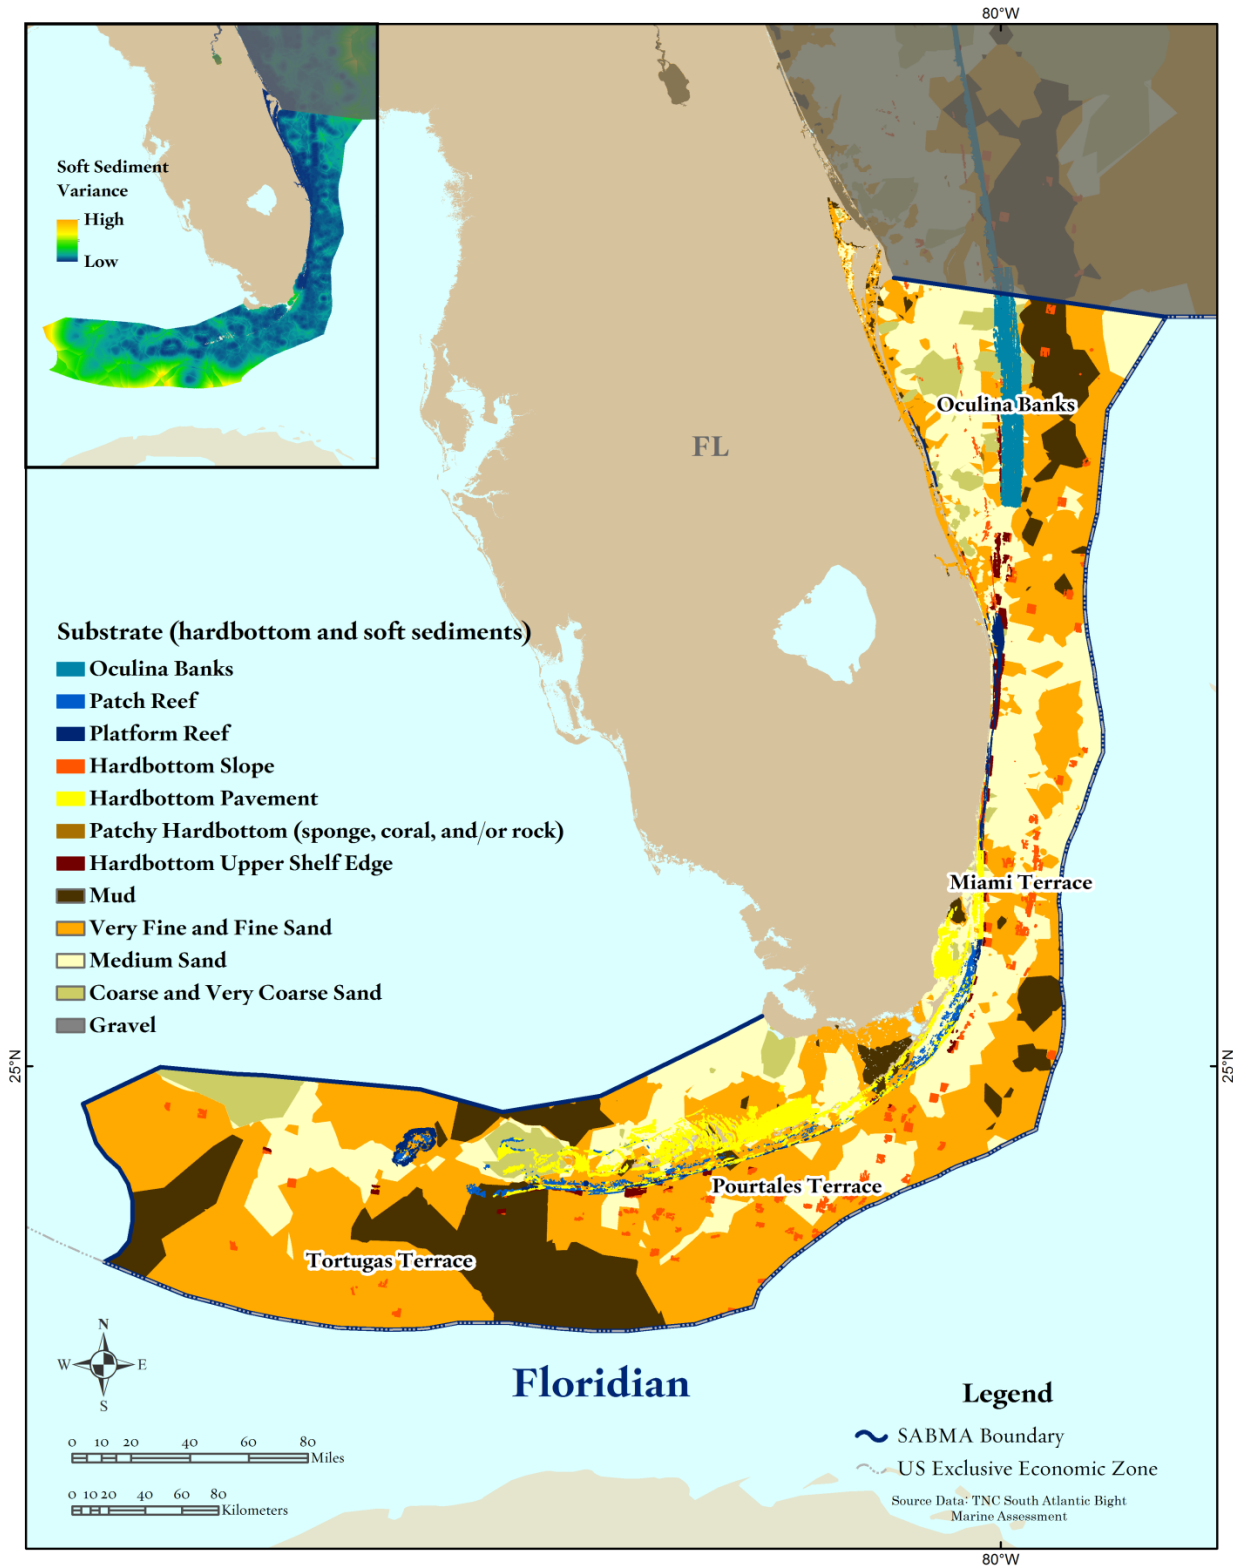 80°W
Soft Sediment
Variance
High
Low
FL
Oculina Banks
Substrate (hardbottom and soft sediments)
Oculina Banks
Patch Reef
Platform Reef
Hardbottom Slope
Hardbottom Pavement
Patchy Hardbottom (sponge, coral, and/or rock)
Hardbottom Upper Shelf Edge
Mud
Very Fine and Fine Sand
Medium Sand
Coarse and Very Coarse Sand
Gravel
Miami Terrace
25°N
25°N
Pourtales Terrace
Tortugas Terrace
N
W E
S
Floridian
0 10 20 40 60 80
Miles
0 10 20 40 60 80
Kilometers
Legend
SABMA Boundary
US Exclusive Economic Zone
Source Data: TNC South Atlantic Bight
Marine Assessment
80°W